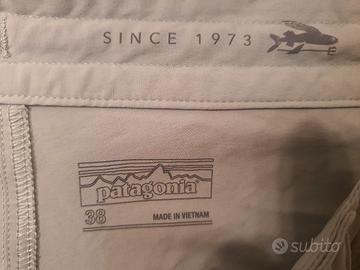 SINCE 1973
patagonia
38
MADE IN VIETNAM
subito